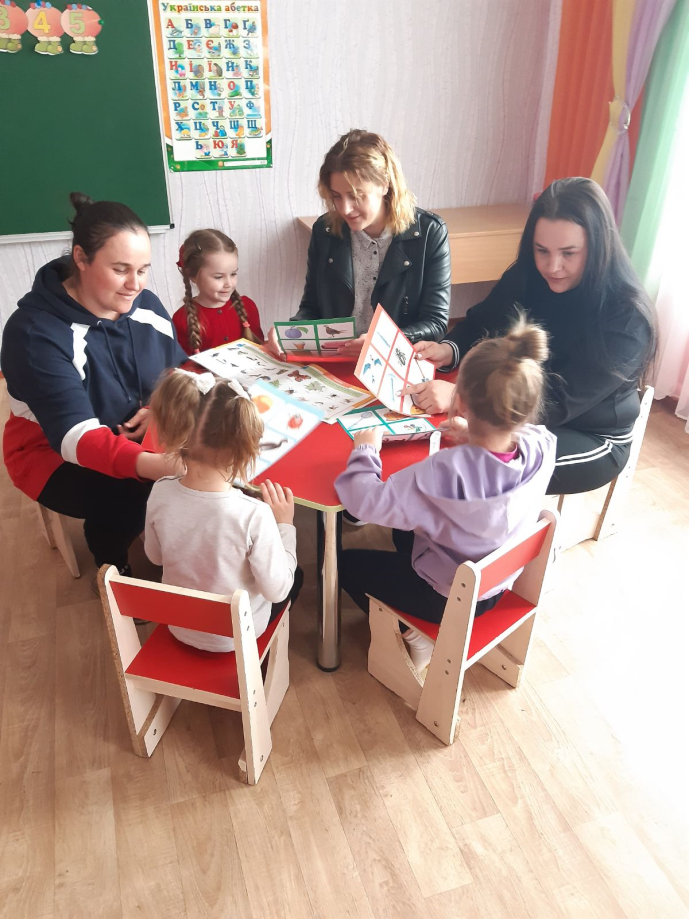 3 4 5
Українська абетка
А Б В Г Ґ
Д Е Є Ж З
И І Ї Й К
Л М Н О П
Р С Т У Ф
Х Ц Ч Ш Щ
Ь Ю Я